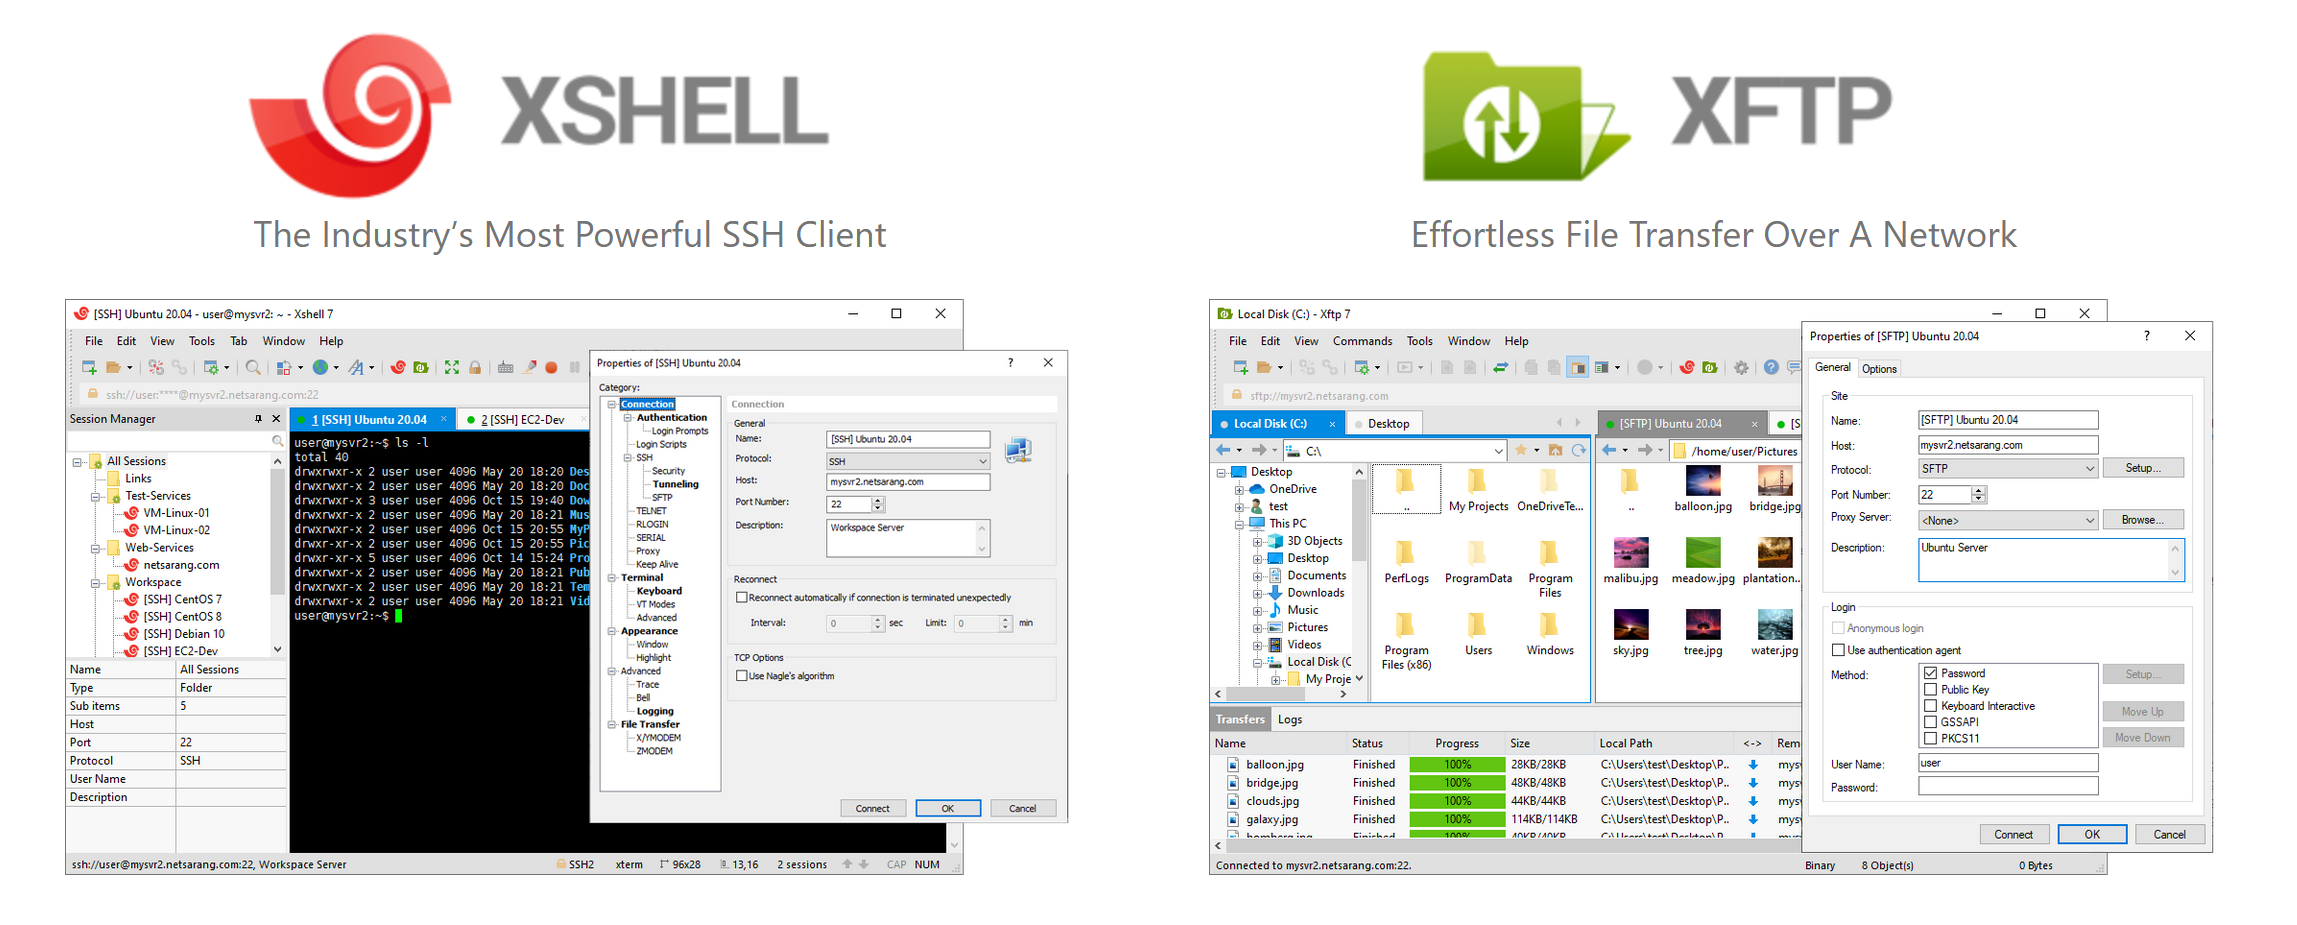 XSHELL
The Industry's Most Powerful SSH Client
[SSH] Ubuntu 20.04 - user@mysvr2: ~ - Xshell 7
File Edit View Tools Tab Window Help
ssh://user:****@mysvr2.netsarang.com:22
Session Manager
1 [SSH] Ubuntu 20.04
2 [SSH] EC2-Dev
All Sessions
Links
Test-Services
VM-Linux-01
VM-Linux-02
Web-Services
netsarang.com
Workspace
[SSH] CentOS 7
[SSH] CentOS 8
[SSH] Debian 10
[SSH] EC2-Dev
Name All Sessions
Type Folder
Sub items 5
Host
Port 22
Protocol SSH
User Name
Description
user@mysvr2:~$ ls -l
total 40
drwxrwxr-x 2 user user 4096 May 20 18:20 Des
drwxrwxr-x 2 user user 4096 May 20 18:20 Doc
drwxrwxr-x 3 user user 4096 Oct 15 19:40 Dow
drwxrwxr-x 2 user user 4096 May 20 18:21 Mus
drwxrwxr-x 2 user user 4096 Oct 15 20:55 MyP
drwxr-xr-x 2 user user 4096 Oct 15 20:55 Pic
drwxr-xr-x 5 user user 4096 Oct 14 15:24 Pro
drwxrwxr-x 2 user user 4096 May 20 18:21 Pub
drwxrwxr-x 2 user user 4096 May 20 18:21 Tem
drwxrwxr-x 2 user user 4096 May 20 18:21 Vid
user@mysvr2:~$
ssh://user@mysvr2.netsarang.com:22, Workspace Server SSH2 xterm 96x28 13,16 2 sessions CAP NUM
Properties of [SSH] Ubuntu 20.04
Category:
Connection
Authentication
Login Prompts
Login Scripts
SSH
Security
Tunneling
SFTP
TELNET
RLOGIN
SERIAL
Proxy
Keep Alive
Terminal
Keyboard
VT Modes
Advanced
Appearance
Window
Highlight
Advanced
Trace
Bell
Logging
File Transfer
X/YMODEM
ZMODEM
Connection
General
Name: [SSH] Ubuntu 20.04
Protocol: SSH
Host: mysvr2.netsarang.com
Port Number: 22
Description: Workspace Server
Reconnect
Reconnect automatically if connection is terminated unexpectedly
Interval: 0 sec Limit: 0 min
TCP Options
Use Nagle's algorithm
Connect OK Cancel
XFTP
Effortless File Transfer Over A Network
Local Disk (C:) - Xftp 7
File Edit View Commands Tools Window Help
sftp://mysvr2.netsarang.com
Local Disk (C:)
Desktop
C:\
Desktop
OneDrive
test
This PC
3D Objects
Desktop
Documents
Downloads
Music
Pictures
Videos
Local Disk (C
My Proje
.. My Projects OneDriveTe...
PerfLogs ProgramData Program Files
Program Files (x86) Users Windows
[SFTP] Ubuntu 20.04
[S
/home/user/Pictures
.. balloon.jpg bridge.jpg
malibu.jpg meadow.jpg plantation..
sky.jpg tree.jpg water.jpg
Transfers Logs
Name Status Progress Size Local Path <-> Rem
balloon.jpg Finished 100% 28KB/28KB C:\Users\test\Desktop\P.. mysv
bridge.jpg Finished 100% 48KB/48KB C:\Users\test\Desktop\P.. mysv
clouds.jpg Finished 100% 44KB/44KB C:\Users\test\Desktop\P.. mysv
galaxy.jpg Finished 100% 114KB/114KB C:\Users\test\Desktop\P.. mysv
Connected to mysvr2.netsarang.com:22. Binary 8 Object(s) 0 Bytes
Properties of [SFTP] Ubuntu 20.04
General Options
Site
Name: [SFTP] Ubuntu 20.04
Host: mysvr2.netsarang.com
Protocol: SFTP Setup...
Port Number: 22
Proxy Server: <None> Browse...
Description: Ubuntu Server
Login
Anonymous login
Use authentication agent
Method: Password Setup...
Public Key
Keyboard Interactive
GSSAPI
PKCS11
Move Up
Move Down
User Name: user
Password:
Connect OK Cancel